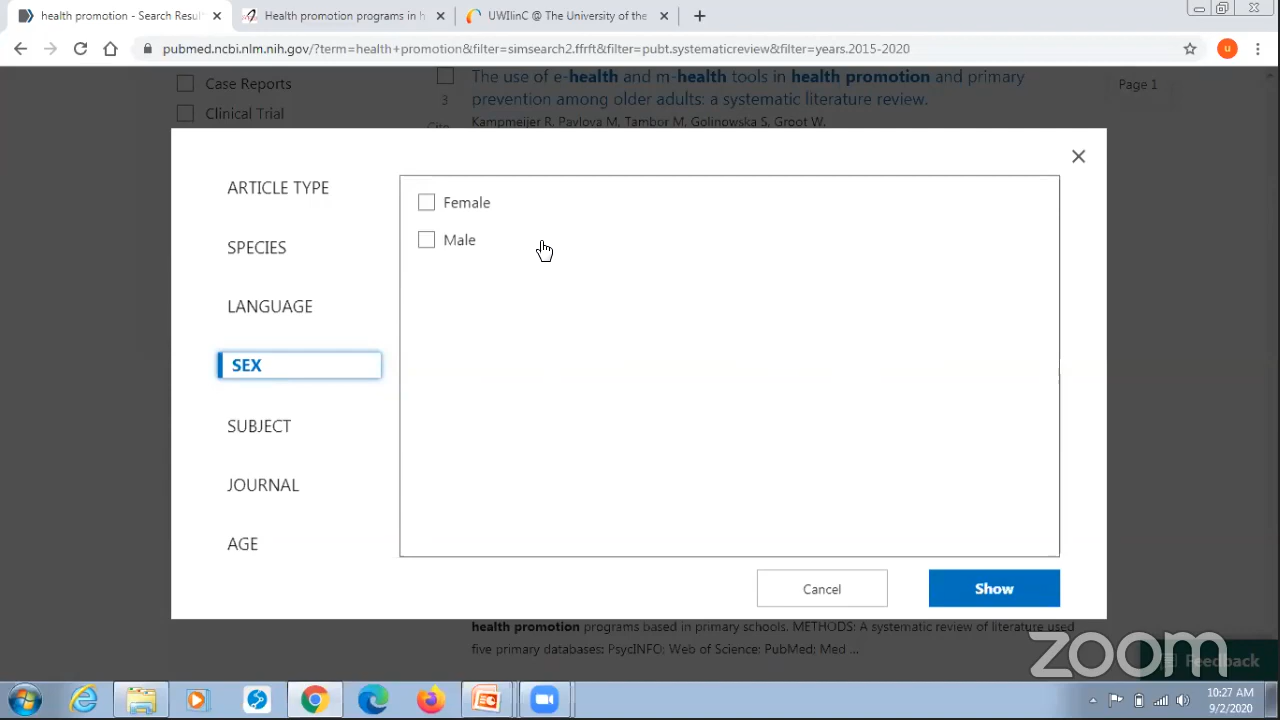 health promotion - Search Resul
Health promotion programs in h
UWIlinC @ The University of the
pubmed.ncbi.nlm.nih.gov/?term=health+promotion&filter=simsearch2.ffrft&filter=pubt.systematicreview&filter=years.2015-2020
u
Case Reports
Clinical Trial
The use of e-health and m-health tools in health promotion and primary
3
prevention among older adults: a systematic literature review.
Kampmeijer R, Pavlova M, Tambor M, Golinowska S, Groot W.
Cite
Page 1
ARTICLE TYPE
SPECIES
LANGUAGE
SEX
SUBJECT
JOURNAL
AGE
Female
Male
Cancel
Show
health promotion programs based in primary schools. METHODS: A systematic review of literature used
five primary databases: PsycINFO; Web of Science; PubMed; Med ...
zoom
Feedback
10:27 AM
9/2/2020